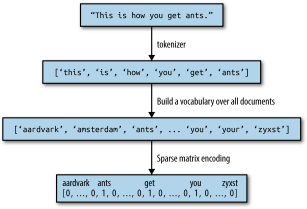 “This is how you get ants.”
tokenizer
['this', 'is', 'how', 'you', 'get', 'ants']
Build a vocabulary over all documents
['aardvark', 'amsterdam', 'ants', ... 'you', 'your', 'zyxst']
Sparse matrix encoding
aardvark ants get you zyxst
[0, ..., 0, 1, 0, ..., 0, 1, 0, ..., 0, 1, 0, ..., 0]